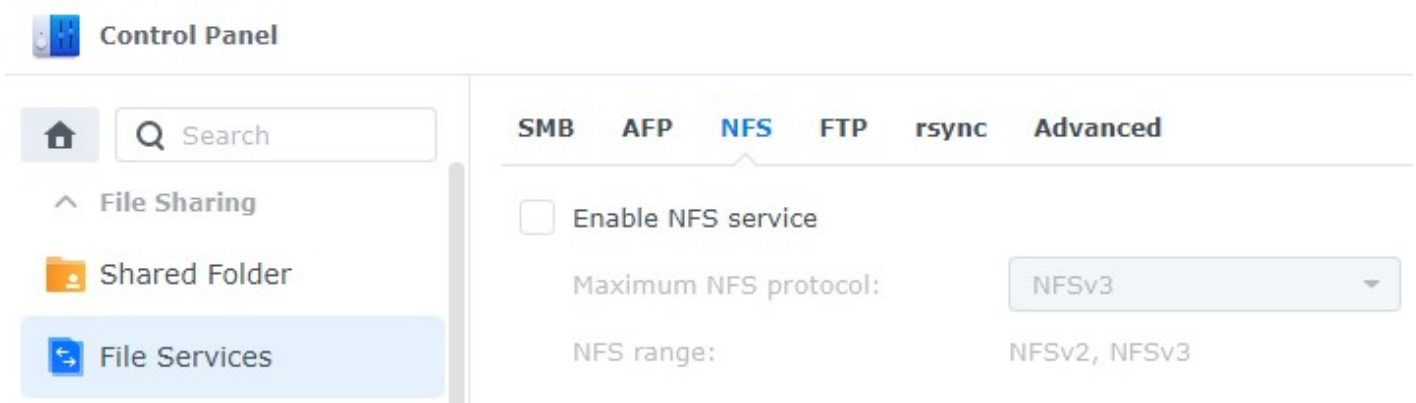 Control Panel
Search
SMB AFP NFS FTP rsync Advanced
File Sharing
Enable NFS service
Shared Folder
Maximum NFS protocol: NFSv3
File Services
NFS range: NFSv2, NFSv3